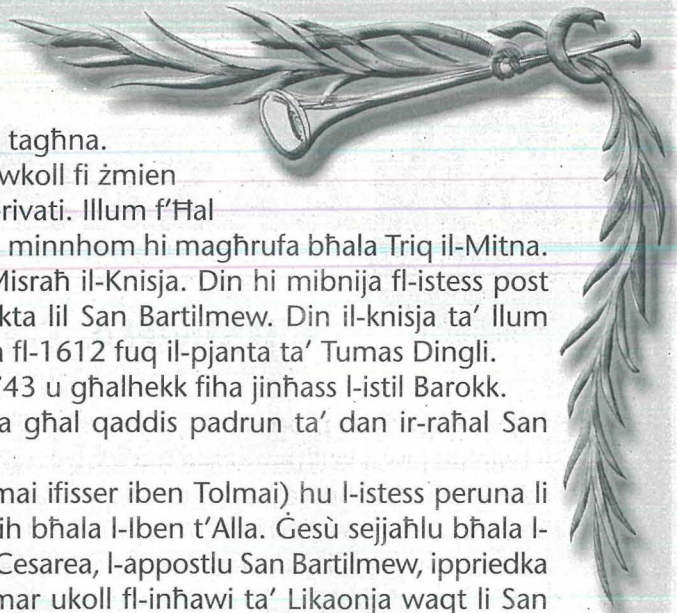 tagħna.
wkoll fi żmien
rivati. Illum f'Ħal
minnhom hi magħrufa bħala Triq il-Mitna.
Misraħ il-Knisja. Din hi mibnija fl-istess post
kta lil San Bartilmew. Din il-knisja ta' llum
fl-1612 fuq il-pjanta ta' Tumas Dingli.
'43 u għalhekk fiha jinħass l-istil Barokk.
a għal qaddis padrun ta' dan ir-raħal San
mai ifisser iben Tolmai) hu l-istess peruna li
ih bħala l-Iben t'Alla. Ġesù sejjaħlu bħala l-
Cesarea, l-appostlu San Bartilmew, ippriedka
mar ukoll fl-inħawi ta' Likaonja waqt li San